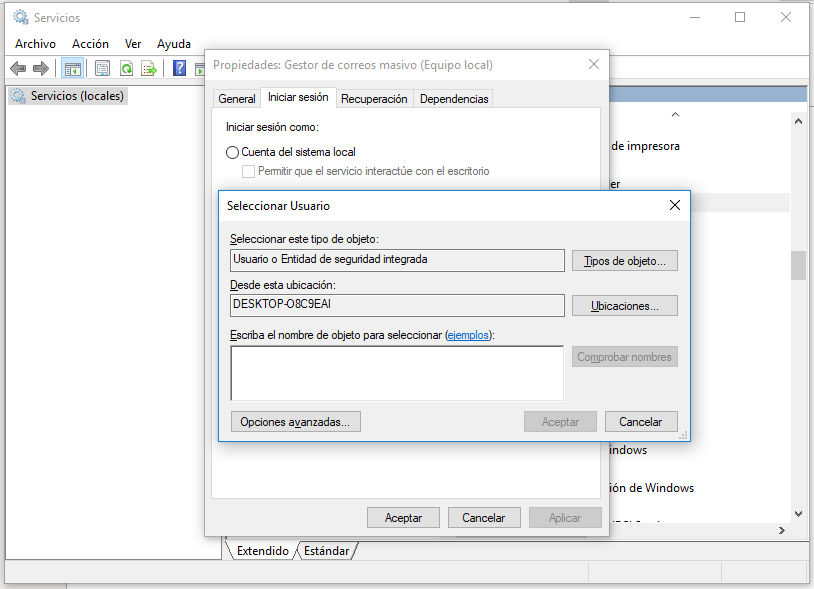 Servicios
Archivo Acción Ver Ayuda
Propiedades: Gestor de correos masivo (Equipo local)
Servicios (locales)
General Iniciar sesión Recuperación Dependencias
Iniciar sesión como:
Cuenta del sistema local
Permitir que el servicio interactúe con el escritorio
de impresora
er
Seleccionar Usuario
Seleccionar este tipo de objeto:
Usuario o Entidad de seguridad integrada
Tipos de objeto...
Desde esta ubicación:
DESKTOP-O8C9EAI
Ubicaciones...
Escriba el nombre de objeto para seleccionar (ejemplos):
Comprobar nombres
Opciones avanzadas...
Aceptar Cancelar
indows
ión de Windows
Aceptar Cancelar Aplicar
Extendido Estándar